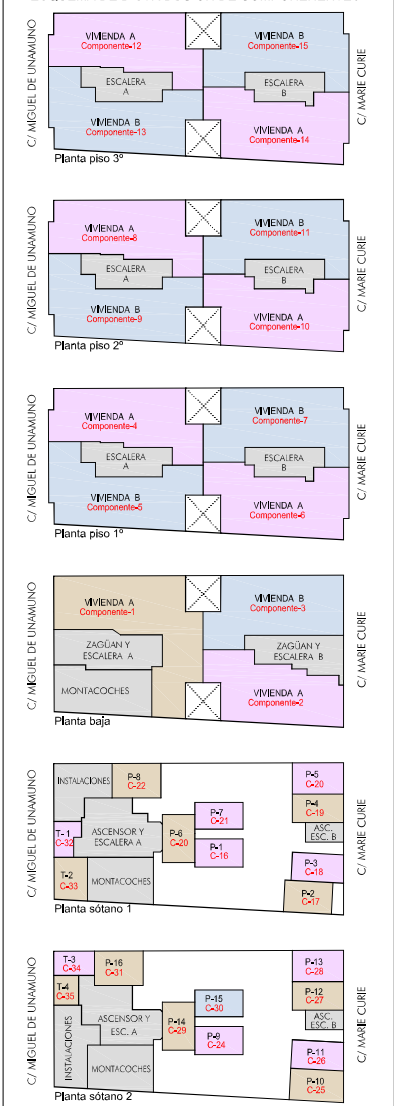 C/ MIGUEL DE UNAMUNO
VIVIENDA A
Componente-12
VIVIENDA B
Componente-15
ESCALERA
A
ESCALERA
B
VIVIENDA B
Componente-13
VIVIENDA A
Componente-14
C/ MARIE CURIE
Planta piso 3º
C/ MIGUEL DE UNAMUNO
VIVIENDA A
Componente-8
VIVIENDA B
Componente-11
ESCALERA
A
ESCALERA
B
VIVIENDA B
Componente-9
VIVIENDA A
Componente-10
C/ MARIE CURIE
Planta piso 2º
C/ MIGUEL DE UNAMUNO
VIVIENDA A
Componente-4
VIVIENDA B
Componente-7
ESCALERA
A
ESCALERA
B
VIVIENDA B
Componente-5
VIVIENDA A
Componente-6
C/ MARIE CURIE
Planta piso 1º
C/ MIGUEL DE UNAMUNO
VIVIENDA A
Componente-1
VIVIENDA B
Componente-3
ZAGÜAN Y
ESCALERA A
ZAGÜAN Y
ESCALERA B
MONTACOCHES
VIVIENDA A
Componente-2
C/ MARIE CURIE
Planta baja
C/ MIGUEL DE UNAMUNO
INSTALACIONES
P-8
C-22
P-5
C-20
P-7
C-21
P-4
C-19
T-1
C-32
ASCENSOR Y
ESCALERA A
P-6
C-20
ASC.
ESC. B
P-1
C-16
P-3
C-18
T-2
C-33
MONTACOCHES
P-2
C-17
C/ MARIE CURIE
Planta sótano 1
C/ MIGUEL DE UNAMUNO
T-3
C-34
P-16
C-31
P-13
C-28
T-4
C-35
P-15
C-30
P-12
C-27
ASCENSOR Y
ESC. A
P-14
C-29
ASC.
ESC. B
INSTALACIONES
P-9
C-24
P-11
C-26
MONTACOCHES
P-10
C-25
C/ MARIE CURIE
Planta sótano 2